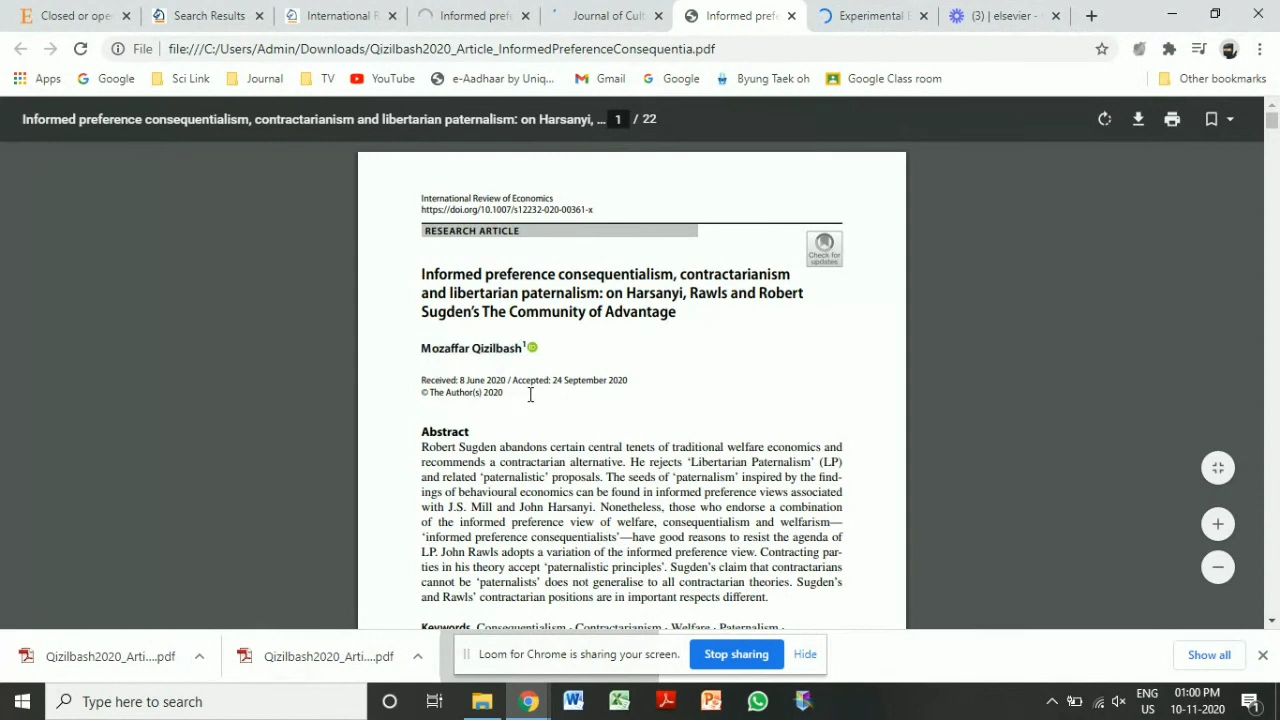 Closed or oper
Search Results
International R
Informed prefe
Journal of Cult
Informed prefe
Experimental E
(3) | elsevier -
File
file:///C:/Users/Admin/Downloads/Qizilbash2020_Article_InformedPreferenceConsequentia.pdf
Apps
Google
Sci Link
Journal
TV
YouTube
e-Aadhaar by Uniq...
Gmail
Google
Byung Taek oh
Google Class room
Other bookmarks
Informed preference consequentialism, contractarianism and libertarian paternalism: on Harsanyi, ...
1 / 22
International Review of Economics
https://doi.org/10.1007/s12232-020-00361-x
RESEARCH ARTICLE
Check for
updates
Informed preference consequentialism, contractarianism
and libertarian paternalism: on Harsanyi, Rawls and Robert
Sugden's The Community of Advantage
Mozaffar Qizilbash1
Received: 8 June 2020 / Accepted: 24 September 2020
© The Author(s) 2020
Abstract
Robert Sugden abandons certain central tenets of traditional welfare economics and
recommends a contractarian alternative. He rejects 'Libertarian Paternalism' (LP)
and related 'paternalistic' proposals. The seeds of 'paternalism' inspired by the find-
ings of behavioural economics can be found in informed preference views associated
with J.S. Mill and John Harsanyi. Nonetheless, those who endorse a combination
of the informed preference view of welfare, consequentialism and welfarism—
'informed preference consequentialists'—have good reasons to resist the agenda of
LP. John Rawls adopts a variation of the informed preference view. Contracting par-
ties in his theory accept 'paternalistic principles'. Sugden's claim that contractarians
cannot be 'paternalists' does not generalise to all contractarian theories. Sugden's
and Rawls' contractarian positions are in important respects different.
Keywords Consequentialism · Contractarianism · Welfare · Paternalism ·
Qizilbash2020_Arti....pdf
Qizilbash2020_Arti....pdf
Loom for Chrome is sharing your screen.
Stop sharing
Hide
Show all
Type here to search
ENG
US
01:00 PM
10-11-2020
1